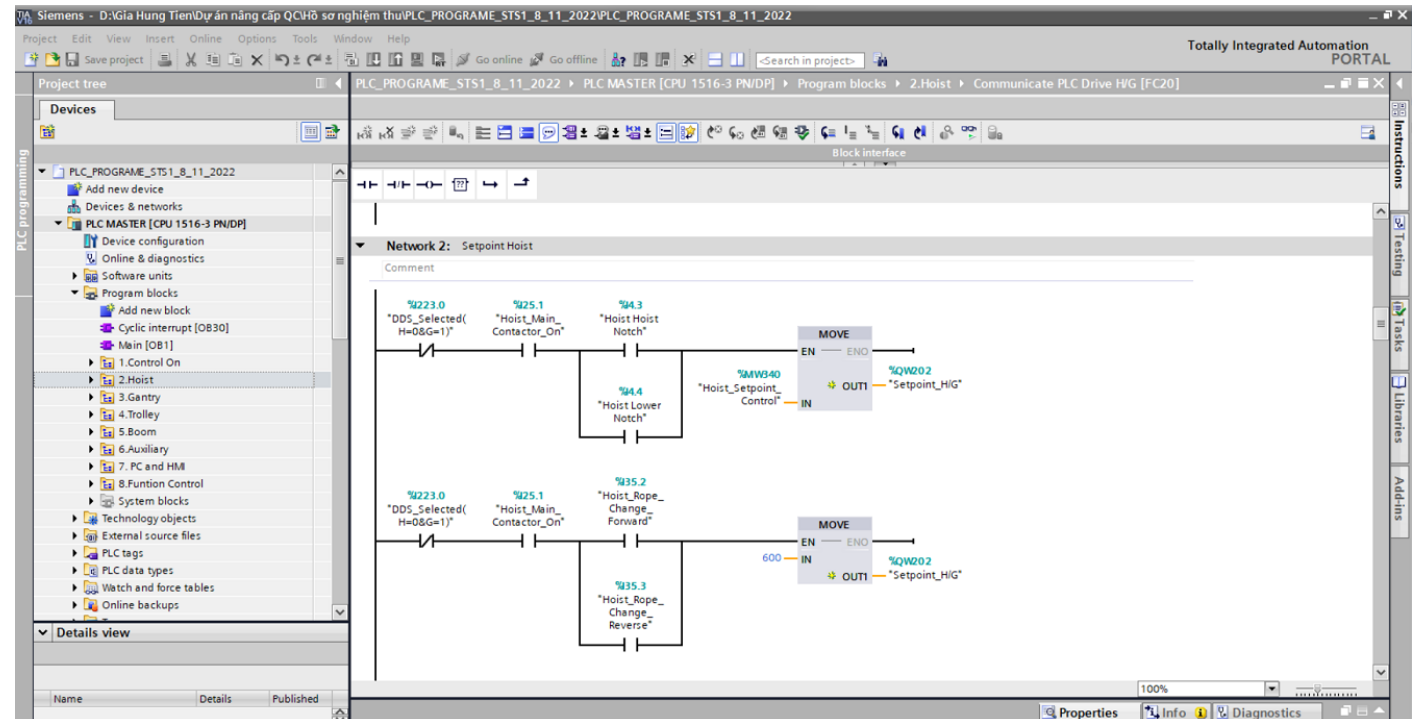 Siemens - D:\Gia Hung Tien\Dự án nâng cấp QC\Hồ sơ nghiệm thu\PLC_PROGRAME_STS1_8_11_2022\PLC_PROGRAME_STS1_8_11_2022
Project Edit View Insert Online Options Tools Window Help
Totally Integrated Automation
PORTAL
Save project
Go online
Go offline
<Search in project>
Project tree
PLC_PROGRAME_STS1_8_11_2022 PLC MASTER [CPU 1516-3 PN/DP] Program blocks 2.Hoist Communicate PLC Drive H/G [FC20]
Devices
Block interface
PLC programming
PLC_PROGRAME_STS1_8_11_2022
Add new device
Devices & networks
PLC MASTER [CPU 1516-3 PN/DP]
Device configuration
Online & diagnostics
Software units
Program blocks
Add new block
Cyclic interrupt [OB30]
Main [OB1]
1.Control On
2.Hoist
3.Gantry
4.Trolley
5.Boom
6.Auxiliary
7. PC and HMI
8.Funtion Control
System blocks
Technology objects
External source files
PLC tags
PLC data types
Watch and force tables
Online backups
Details view
Name Details Published
??
Network 2: Setpoint Hoist
Comment
%I223.0 %I25.1 %I4.3
"DDS_Selected( "Hoist_Main_ "Hoist Hoist
H=0&G=1)" Contactor_On" Notch"
MOVE
EN ENO
%MW340 %QW202
"Hoist_Setpoint_ OUT1 "Setpoint_H/G"
Control" IN
%I4.4
"Hoist Lower
Notch"
%I35.2
%I223.0 %I25.1 "Hoist_Rope_
"DDS_Selected( "Hoist_Main_ Change_
H=0&G=1)" Contactor_On" Forward"
MOVE
EN ENO
600 IN %QW202
OUT1 "Setpoint_H/G"
%I35.3
"Hoist_Rope_
Change_
Reverse"
100%
Properties Info Diagnostics
Instructions
Testing
Tasks
Libraries
Add-ins